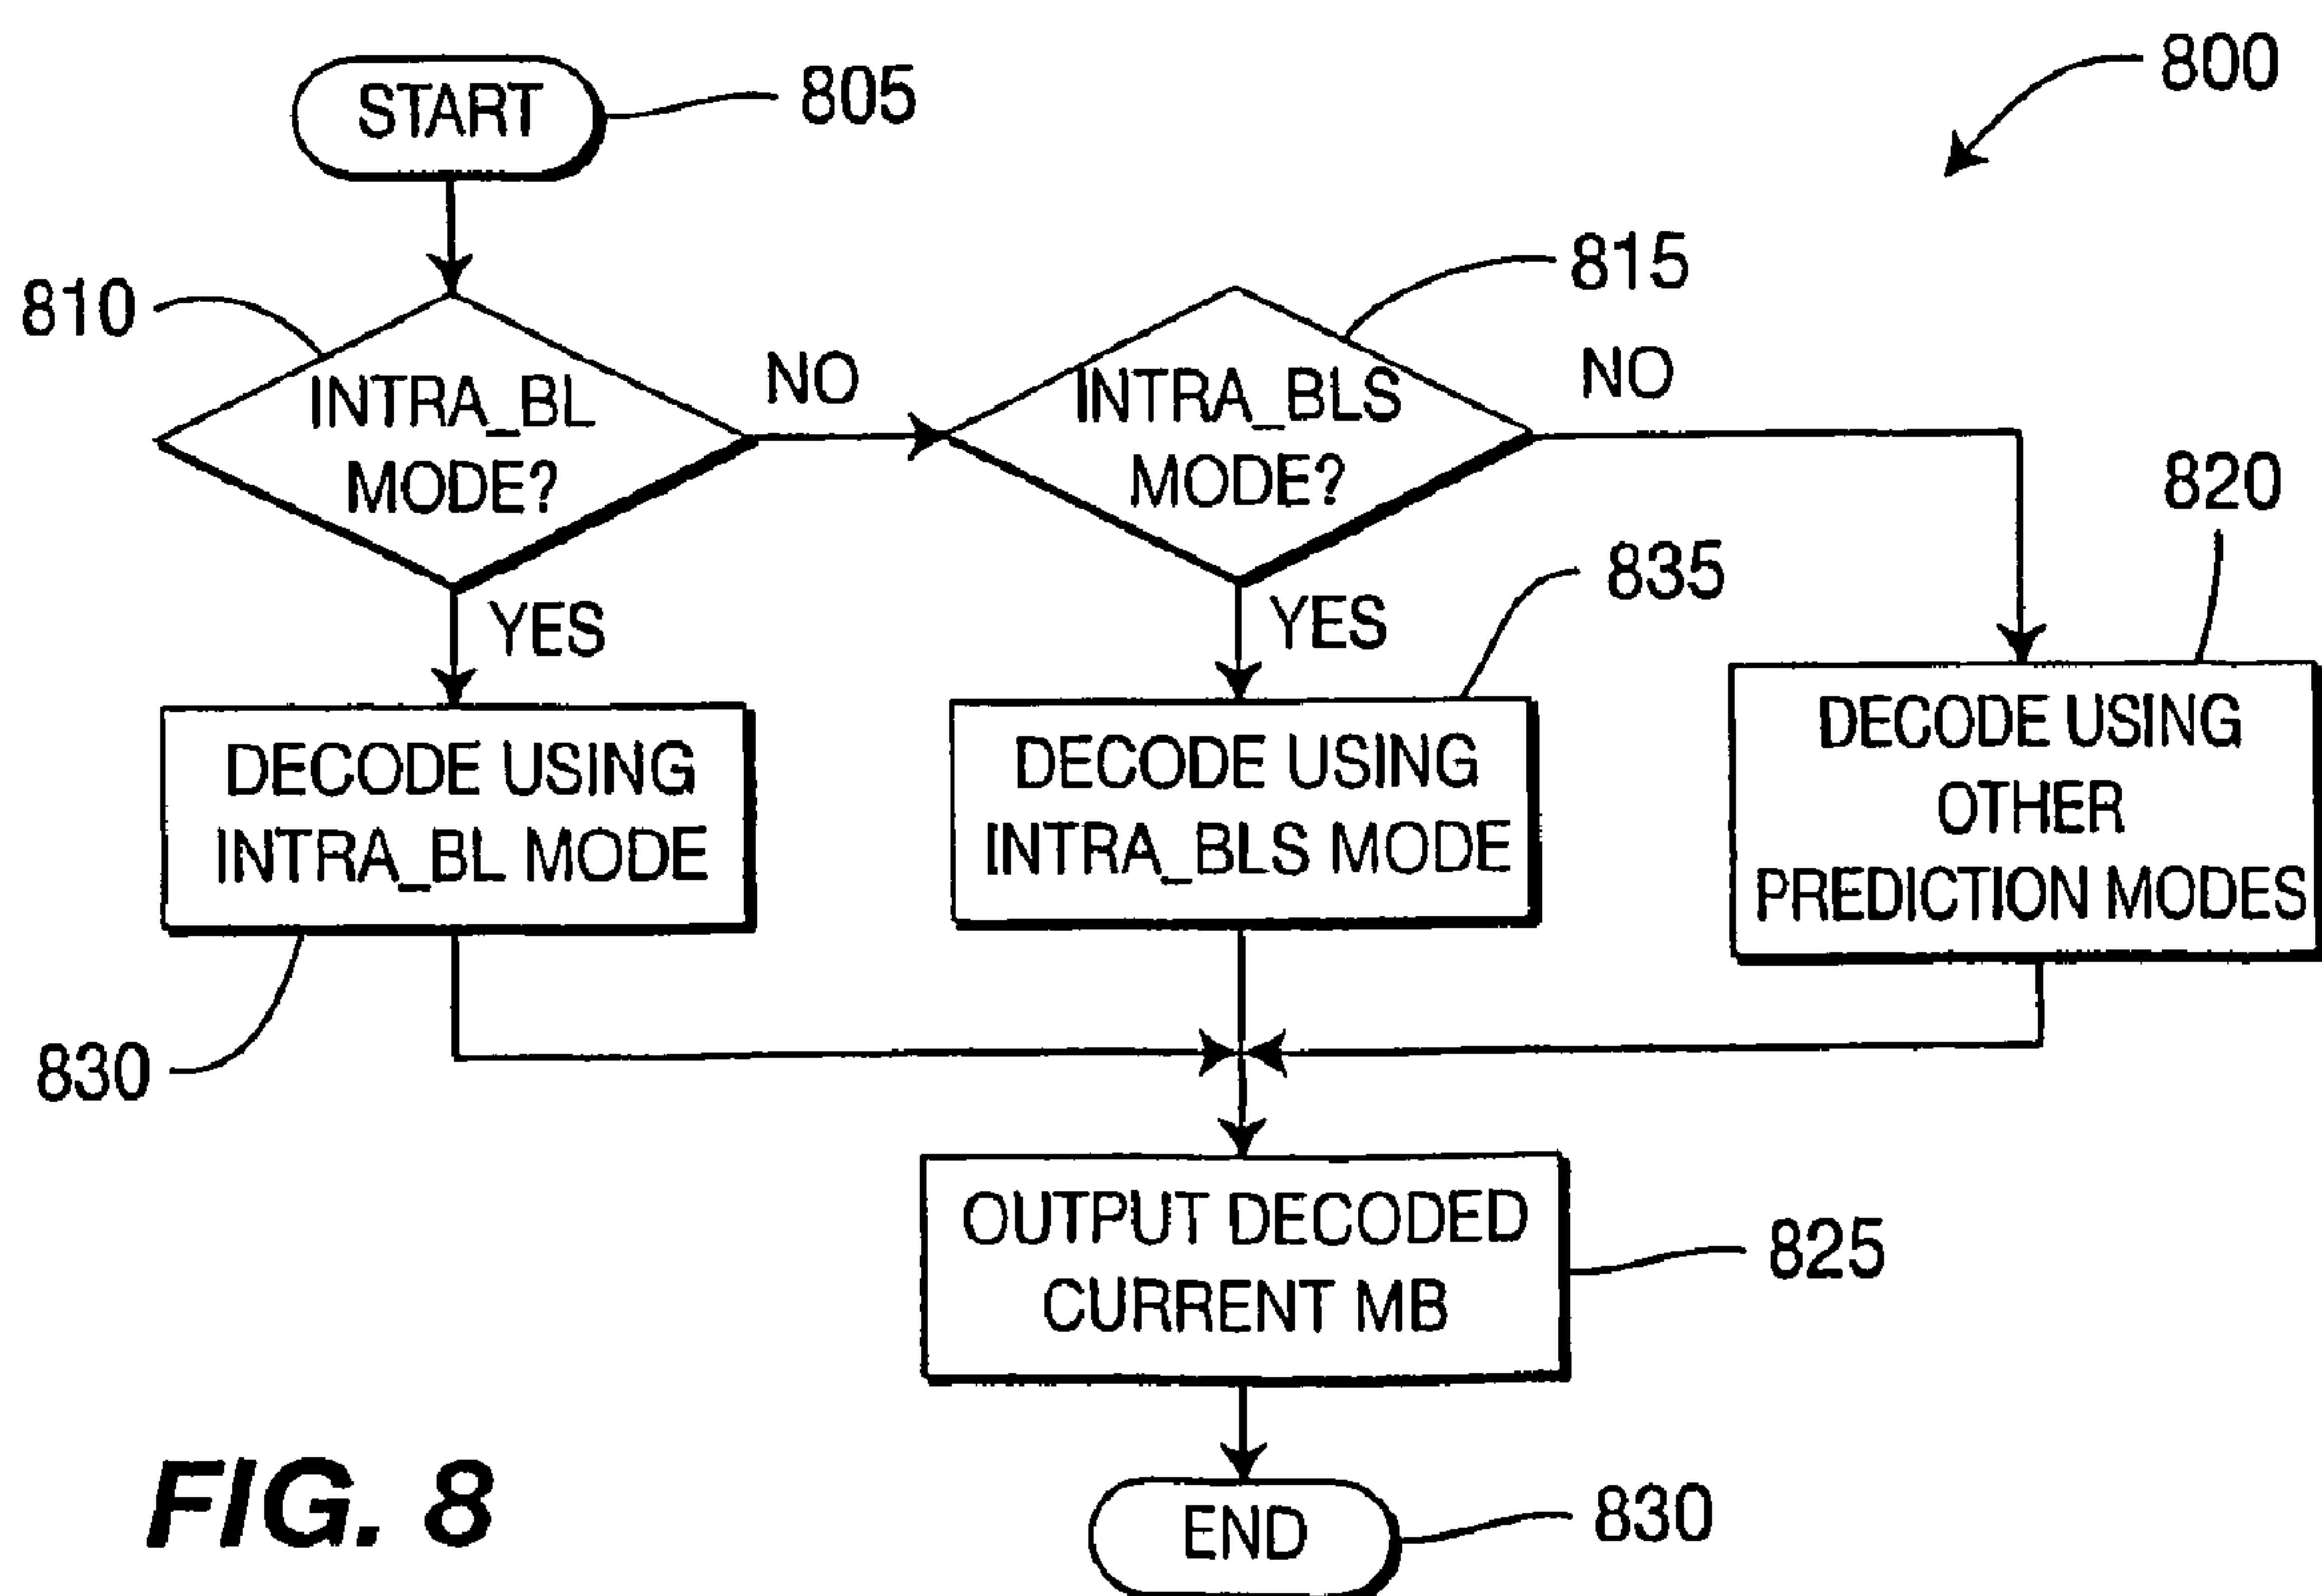 800
START
805
810
INTRA_BL
MODE?
NO
815
INTRA_BLS
MODE?
NO
820
YES
YES
835
DECODE USING
INTRA_BL MODE
DECODE USING
INTRA_BLS MODE
DECODE USING
OTHER
PREDICTION MODES
830
OUTPUT DECODED
CURRENT MB
825
END
830
FIG. 8